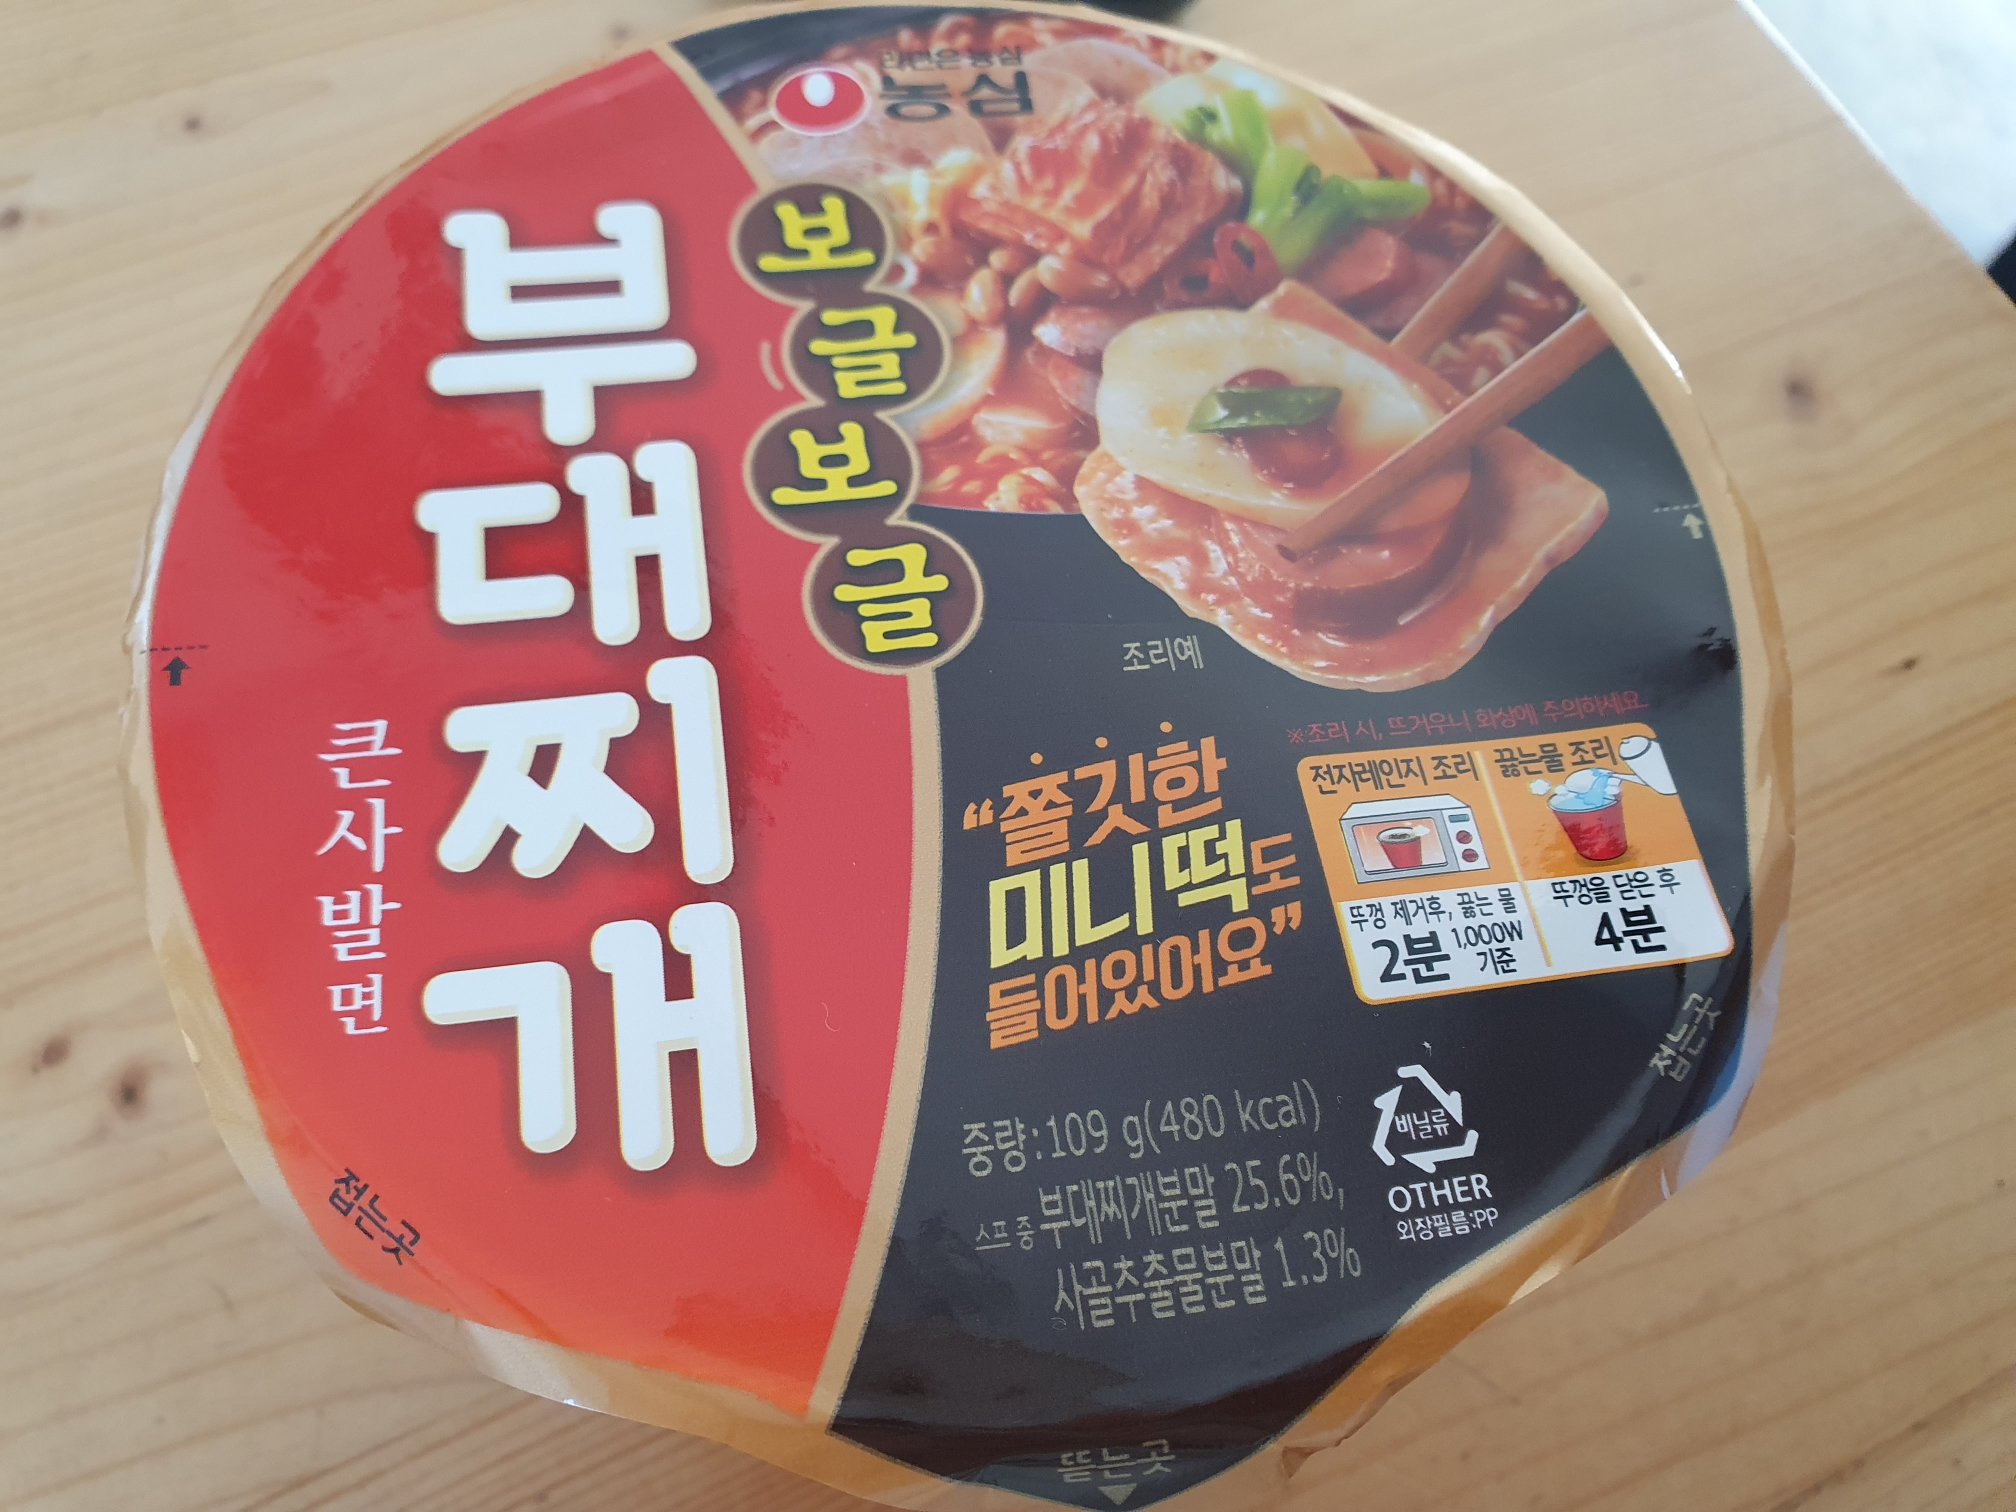 라면은 농심
농심
보글보글
부대찌개
큰사발면
조리예
※조리 시, 뜨거우니 화상에 주의하세요.
“쫄깃한
미니떡도
들어있어요”
전자레인지 조리
뚜껑 제거후, 끓는 물
2분 1,000W 기준
끓는물 조리
뚜껑을 닫은 후
4분
중량:109 g(480 kcal)
스프 중 부대찌개분말 25.6%,
사골추출물분말 1.3%
비닐류
OTHER
외장필름:PP
접는곳
접는곳
뜯는곳